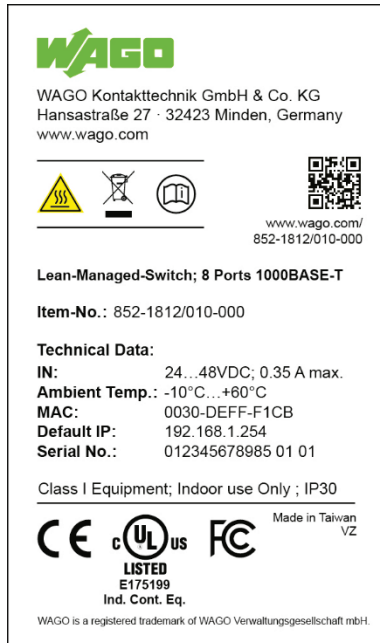 WAGO
WAGO Kontakttechnik GmbH & Co. KG
Hansastraße 27 · 32423 Minden, Germany
www.wago.com
www.wago.com/
852-1812/010-000
Lean-Managed-Switch; 8 Ports 1000BASE-T
Item-No.: 852-1812/010-000
Technical Data:
IN: 24...48VDC; 0.35 A max.
Ambient Temp.: -10°C...+60°C
MAC: 0030-DEFF-F1CB
Default IP: 192.168.1.254
Serial No.: 012345678985 01 01
Class I Equipment; Indoor use Only ; IP30
CE
C UL US
LISTED
E175199
Ind. Cont. Eq.
FC
Made in Taiwan
VZ
WAGO is a registered trademark of WAGO Verwaltungsgesellschaft mbH.